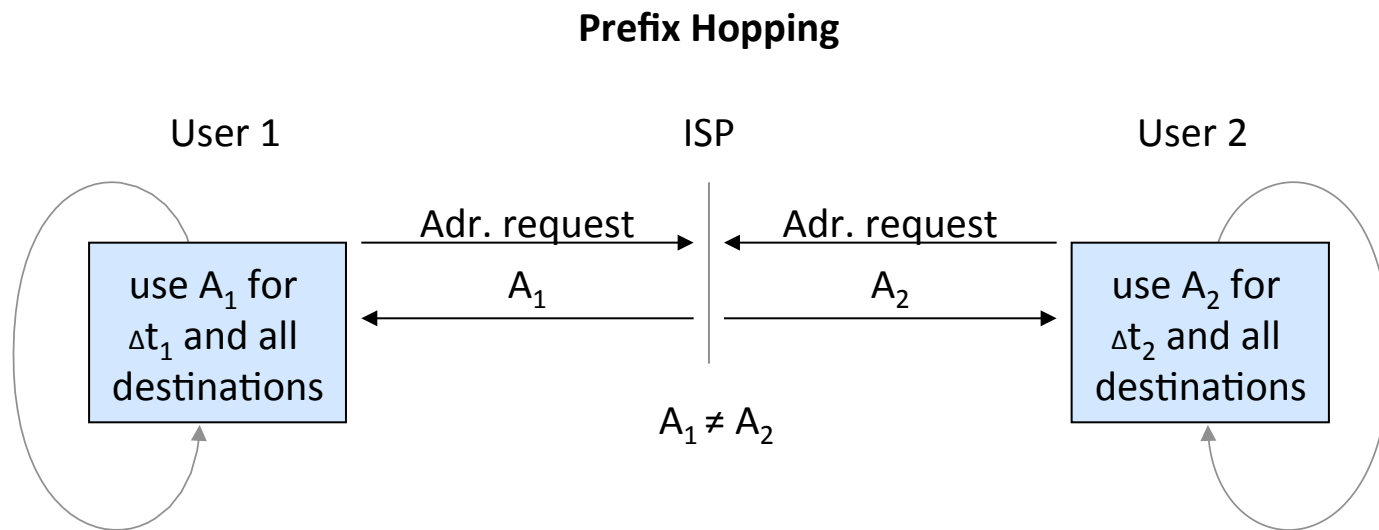 Prefix Hopping
User 1
ISP
User 2
Adr. request
Adr. request
A₁
A₂
use A₁ for
Δt₁ and all
destinations
use A₂ for
Δt₂ and all
destinations
A₁ ≠ A₂